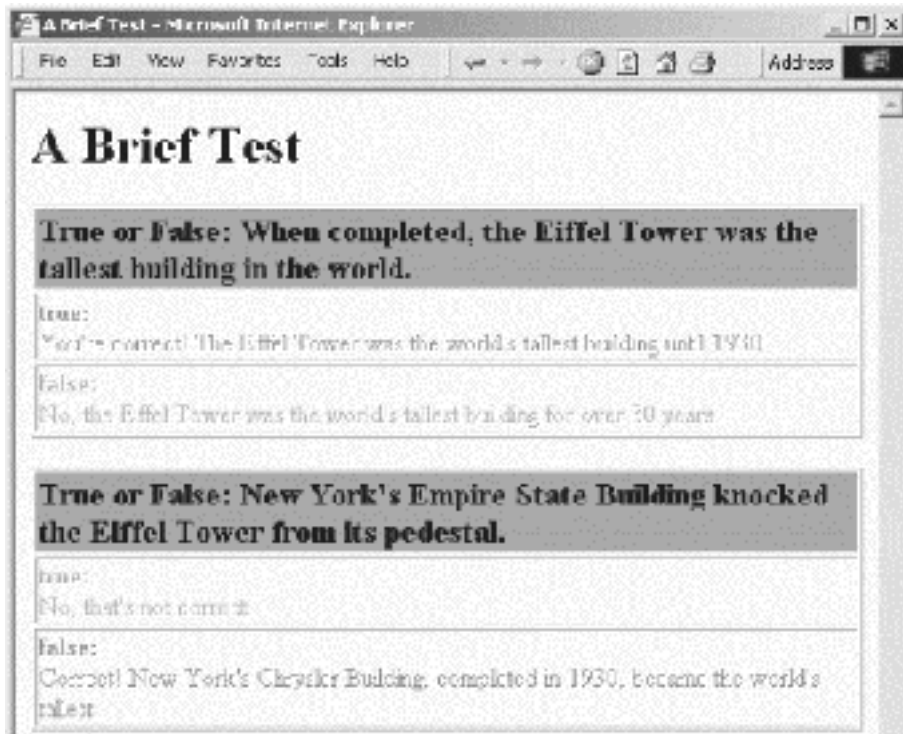 A Brief Test - Microsoft Internet Explorer
File Edit View Favorites Tools Help Address
A Brief Test
True or False: When completed, the Eiffel Tower was the
tallest building in the world.
true:
You're correct! The Eiffel Tower was the world's tallest building until 1930
false:
No, the Eiffel Tower was the world's tallest building for over years
True or False: New York's Empire State Building knocked
the Eiffel Tower from its pedestal.
true:
No, that's not correct
false:
Correct! New York's Chrysler Building, completed in 1930, became the world's
tallest